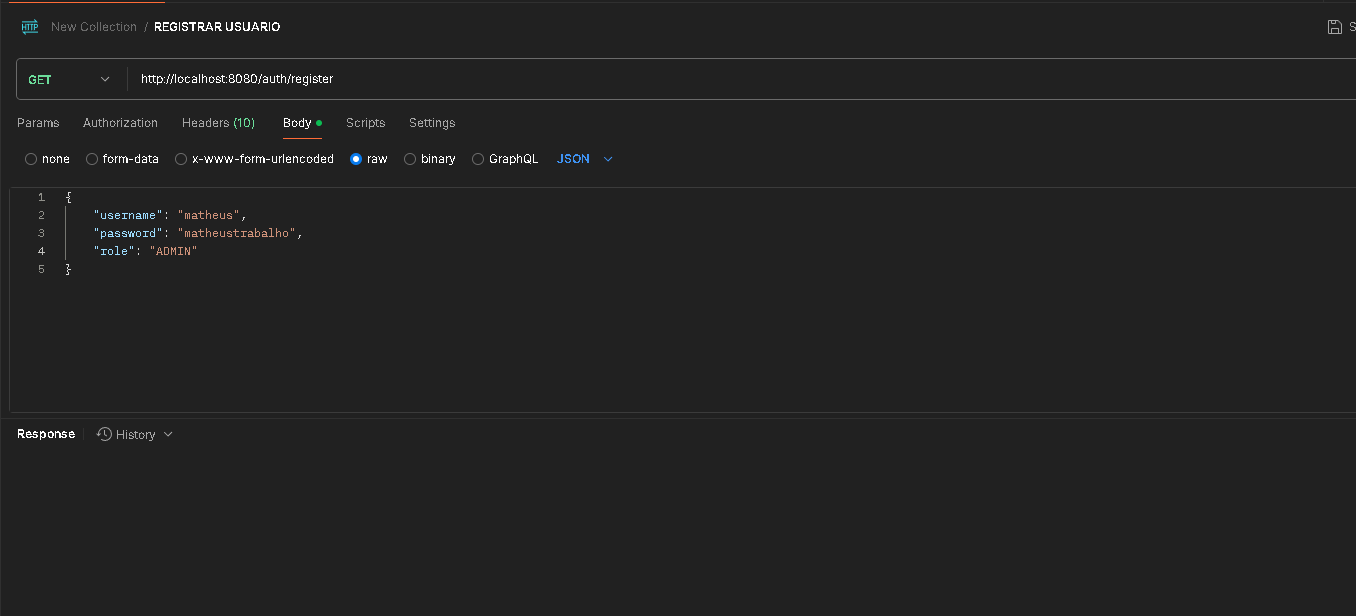 HTTP New Collection / REGISTRAR USUARIO S
GET http://localhost:8080/auth/register
Params Authorization Headers (10) Body Scripts Settings
none form-data x-www-form-urlencoded raw binary GraphQL JSON
1 {
2 "username": "matheus",
3 "password": "matheustrabalho",
4 "role": "ADMIN"
5 }
Response History